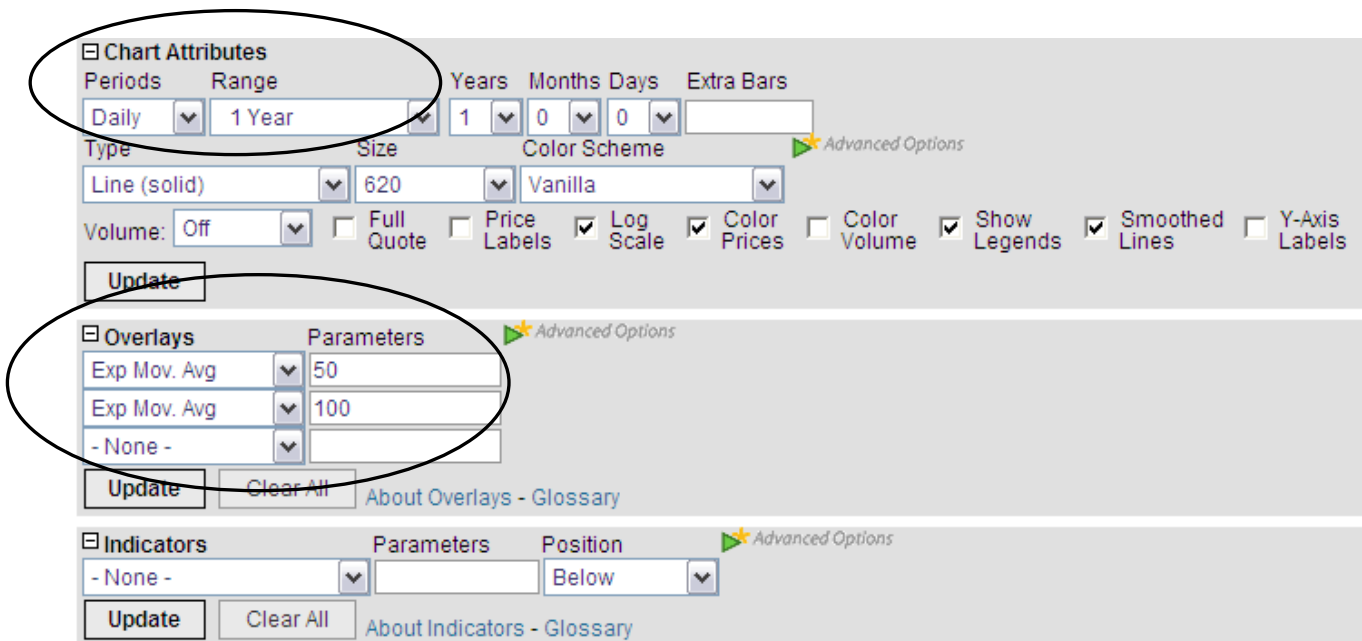 Chart Attributes
Periods Range Years Months Days Extra Bars
Daily 1 Year 1 0 0
Type Size Color Scheme Advanced Options
Line (solid) 620 Vanilla
Volume: Off Full Quote Price Labels Log Scale Color Prices Color Volume Show Legends Smoothed Lines Y-Axis Labels
Update
Overlays Parameters Advanced Options
Exp Mov. Avg 50
Exp Mov. Avg 100
- None -
Update Clear All About Overlays - Glossary
Indicators Parameters Position Advanced Options
- None - Below
Update Clear All About Indicators - Glossary